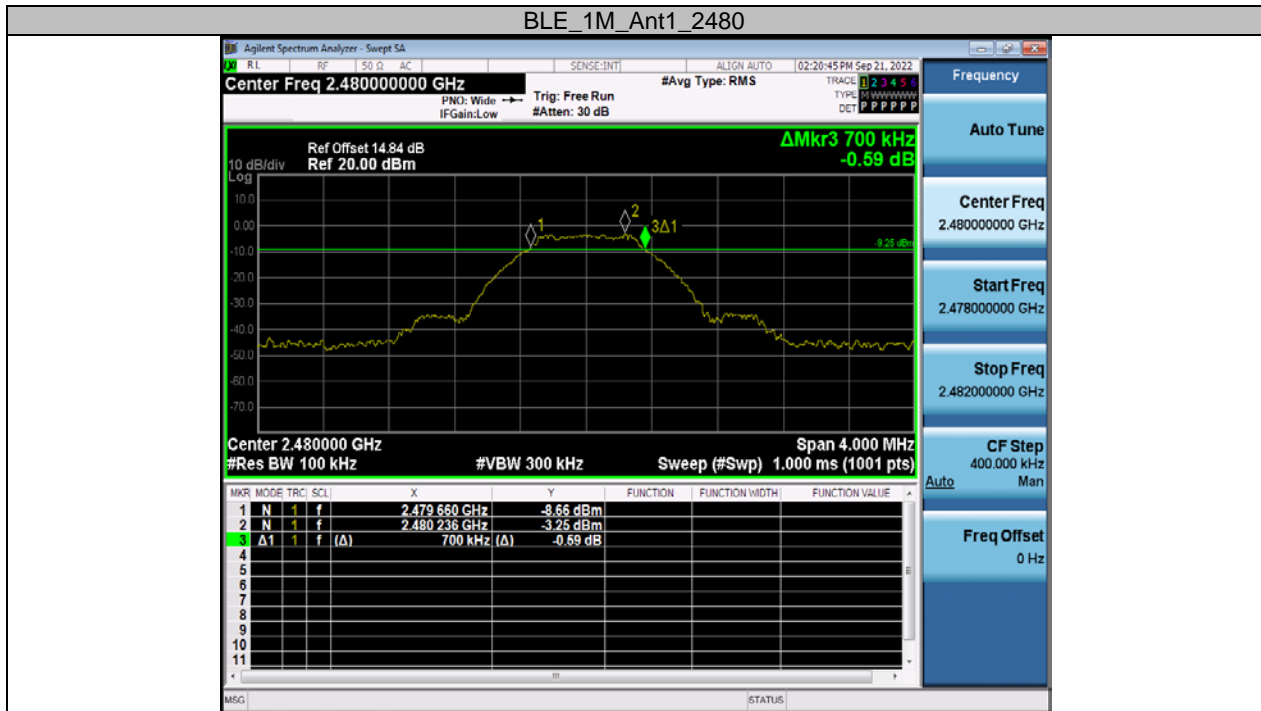 BLE_1M_Ant1_2480
Agilent Spectrum Analyzer - Swept SA
RL RF 50 Ω AC SENSE:INT ALIGN AUTO 02:20:45 PM Sep 21, 2022
Center Freq 2.480000000 GHz
#Avg Type: RMS
TRACE 1 2 3 4 5 6
PNO: Wide Trig: Free Run
TYPE M WWWWW
IFGain:Low #Atten: 30 dB
DET P P P P P P
Frequency
Auto Tune
ΔMkr3 700 kHz
-0.59 dB
Ref Offset 14.84 dB
10 dB/div Ref 20.00 dBm
Log
10.0
0.00
-10.0
-20.0
-30.0
-40.0
-50.0
-60.0
-70.0
1
2
3Δ1
-9.25 dBm
Center 2.480000 GHz Span 4.000 MHz
#Res BW 100 kHz #VBW 300 kHz Sweep (#Swp) 1.000 ms (1001 pts)
MKR MODE TRC SCL X Y FUNCTION FUNCTION WIDTH FUNCTION VALUE
1 N 1 f 2.479 660 GHz -8.66 dBm
2 N 1 f 2.480 236 GHz -3.25 dBm
3 Δ1 1 f (Δ) 700 kHz (Δ) -0.59 dB
4
5
6
7
8
9
10
11
Center Freq
2.480000000 GHz
Start Freq
2.478000000 GHz
Stop Freq
2.482000000 GHz
CF Step
400.000 kHz
Auto Man
Freq Offset
0 Hz
MSG STATUS